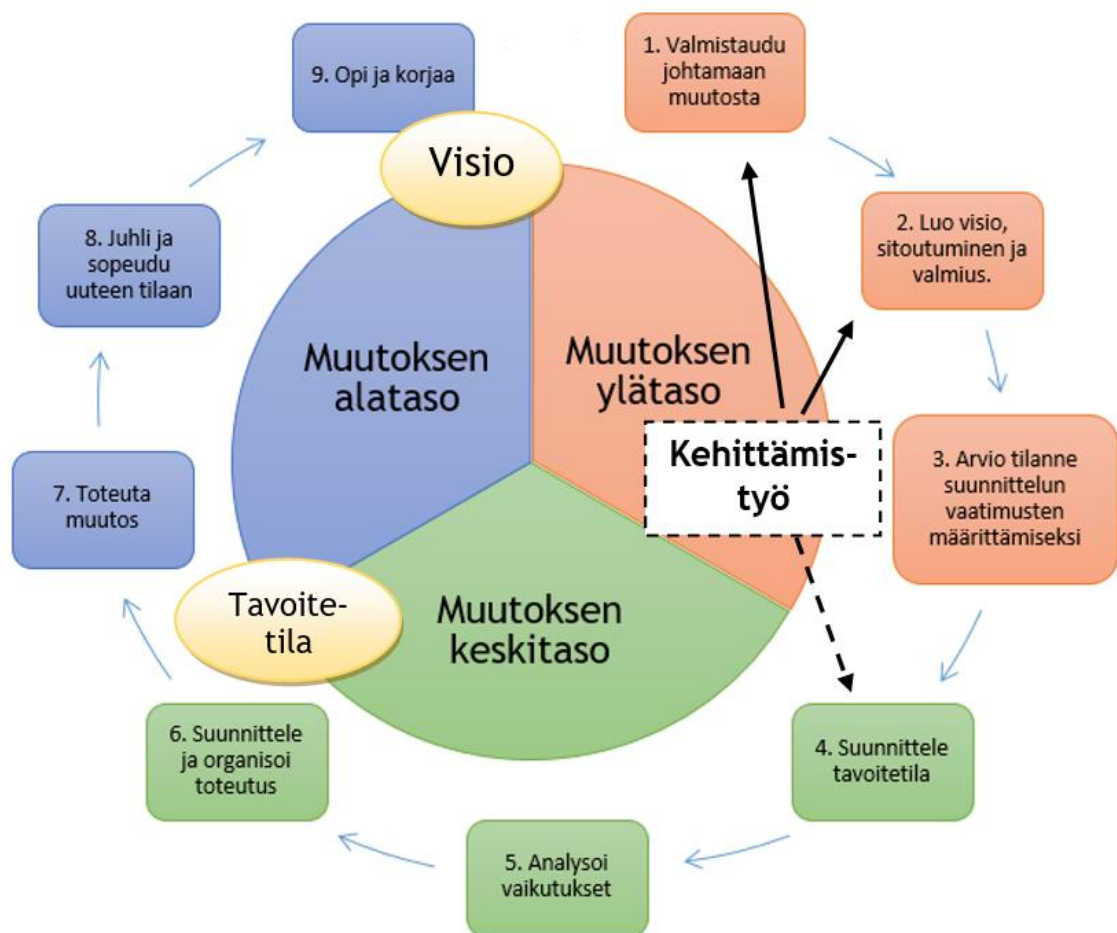 1. Valmistaudu
johtamaan
muutosta
2. Luo visio,
sitoutuminen ja
valmius.
3. Arvio tilanne
suunnittelun
vaatimusten
määrittämiseksi
4. Suunnittele
tavoitetila
5. Analysoi
vaikutukset
6. Suunnittele
ja organisoi
toteutus
7. Toteuta
muutos
8. Juhli ja
sopeudu
uuteen tilaan
9. Opi ja korjaa
Visio
Muutoksen
alataso
Muutoksen
ylätaso
Kehittämis-
työ
Tavoite-
tila
Muutoksen
keskitaso